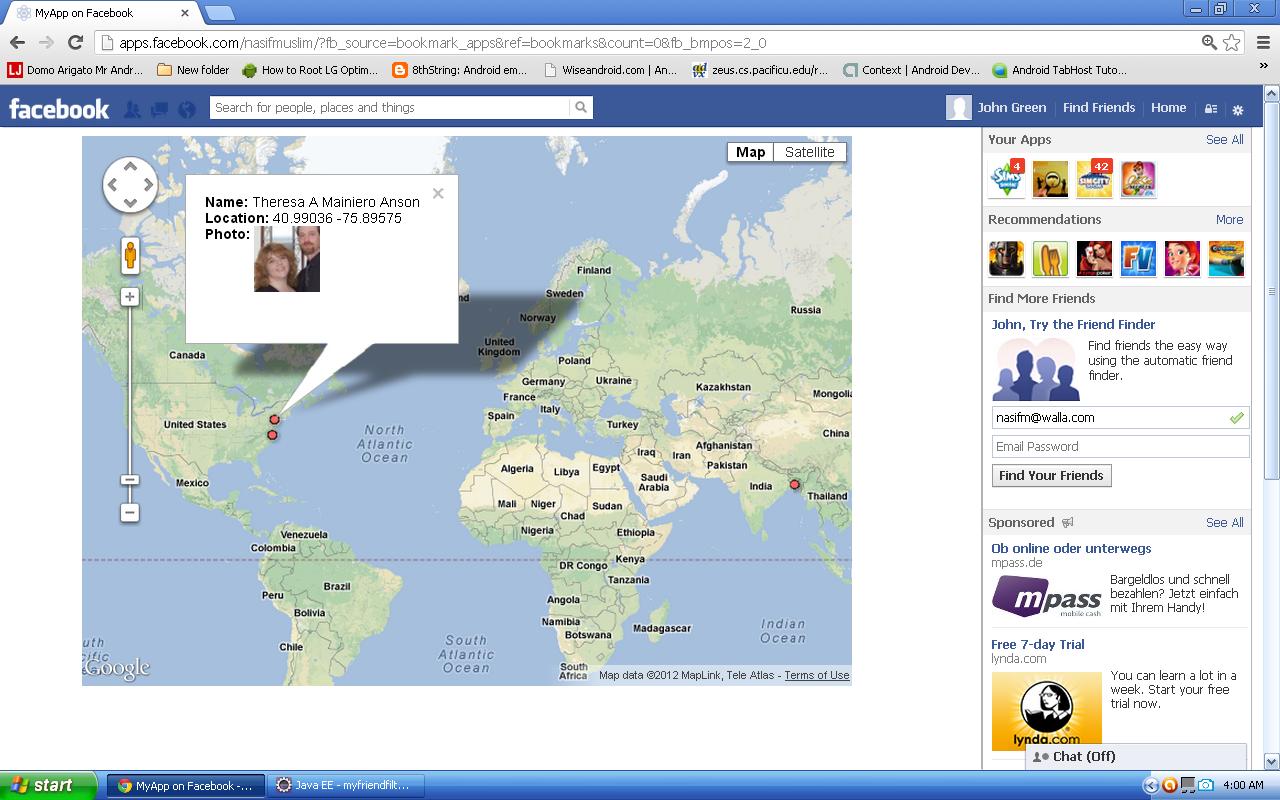 MyApp on Facebook
apps.facebook.com/nasifmuslim/?fb_source=bookmark_apps&ref=bookmarks&count=0&fb_bmpos=2_0
Domo Arigato Mr Andr... New folder How to Root LG Optim... 8thString: Android em... Wiseandroid.com | An... zeus.cs.pacificu.edu/r... Context | Android Dev... Android TabHost Tuto... »
facebook Search for people, places and things John Green Find Friends Home
Map Satellite
Name: Theresa A Mainiero Anson
Location: 40.99036 -75.89575
Photo:
Finland
Sweden
Norway
Russia
United
Kingdom
Canada
Poland
Germany
Ukraine
Kazakhstan
France
Mongolia
Italy
Spain
United States
Turkey
North
Atlantic
Ocean
China
Afghanistan
Iraq
Iran
Pakistan
Algeria
Libya
Egypt
Saudi
Arabia
Mexico
India
Thailand
Mali
Niger
Sudan
Chad
Nigeria
Ethiopia
Venezuela
Colombia
Kenya
DR Congo
Tanzania
Brazil
Peru
Angola
Bolivia
Namibia
Madagascar
Botswana
Indian
Ocean
Chile
South
Atlantic
Ocean
South
Africa
Google
Map data ©2012 MapLink, Tele Atlas - Terms of Use
Your Apps See All
4
42
Recommendations More
Find More Friends
John, Try the Friend Finder
Find friends the easy way
using the automatic friend
finder.
nasifm@walla.com
Email Password
Find Your Friends
Sponsored See All
Ob online oder unterwegs
mpass.de
mpass
mobile cash
Bargeldlos und schnell
bezahlen? Jetzt einfach
mit Ihrem Handy!
Free 7-day Trial
lynda.com
lynda.com
You can learn a lot in a
week. Start your free
trial now.
Chat (Off)
start MyApp on Facebook -... Java EE - myfriendfilt... 4:00 AM